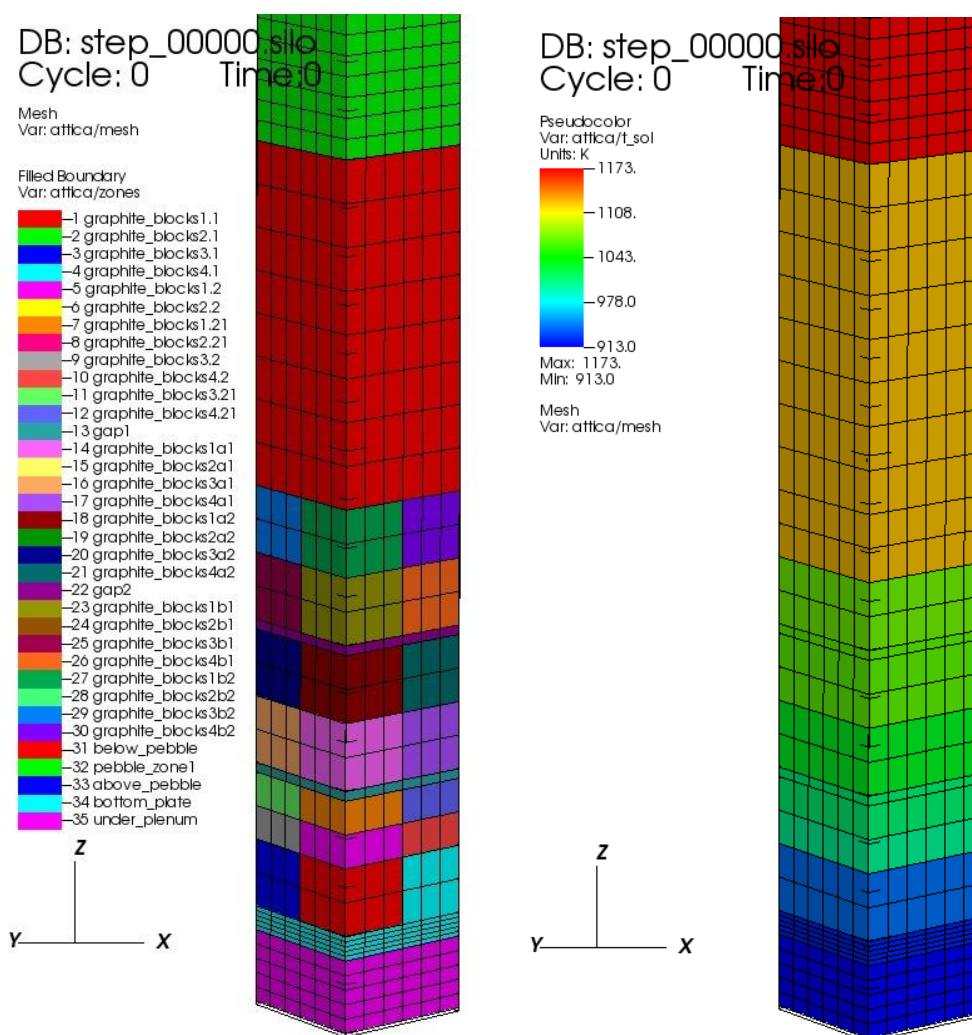 DB: step_00000.silo
Cycle: 0 Time:0
Mesh
Var: attica/mesh
Filled Boundary
Var: attica/zones
1 graphite_blocks1.1
2 graphite_blocks2.1
3 graphite_blocks3.1
4 graphite_blocks4.1
5 graphite_blocks1.2
6 graphite_blocks2.2
7 graphite_blocks1.21
8 graphite_blocks2.21
9 graphite_blocks3.2
10 graphite_blocks4.2
11 graphite_blocks3.21
12 graphite_blocks4.21
13 gap1
14 graphite_blocks1a1
15 graphite_blocks2a1
16 graphite_blocks3a1
17 graphite_blocks4a1
18 graphite_blocks1a2
19 graphite_blocks2a2
20 graphite_blocks3a2
21 graphite_blocks4a2
22 gap2
23 graphite_blocks1b1
24 graphite_blocks2b1
25 graphite_blocks3b1
26 graphite_blocks4b1
27 graphite_blocks1b2
28 graphite_blocks2b2
29 graphite_blocks3b2
30 graphite_blocks4b2
31 below_pebble
32 pebble_zone1
33 above_pebble
34 bottom_plate
35 under_plenum
Z
Y X
DB: step_00000.silo
Cycle: 0 Time:0
Pseudocolor
Var: attica/t_sol
Units: K
1173.
1108.
1043.
978.0
913.0
Max: 1173.
Min: 913.0
Mesh
Var: attica/mesh
Z
Y X